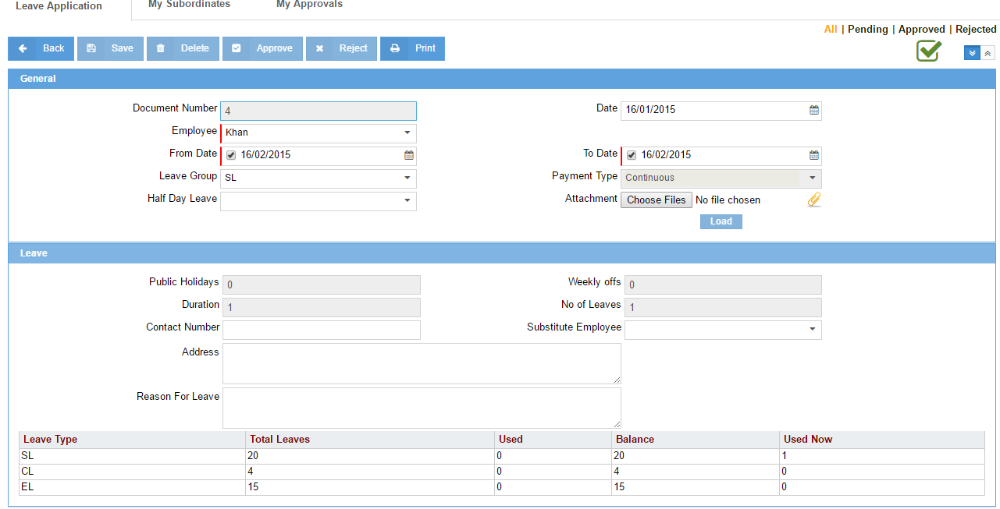 Leave Application My Subordinates My Approvals
All | Pending | Approved | Rejected
Back Save Delete Approve Reject Print
General
Document Number 4 Date 16/01/2015
Employee Khan
From Date 16/02/2015 To Date 16/02/2015
Leave Group SL Payment Type Continuous
Half Day Leave Attachment Choose Files No file chosen
Load
Leave
Public Holidays 0 Weekly offs 0
Duration 1 No of Leaves 1
Contact Number Substitute Employee
Address
Reason For Leave
Leave Type Total Leaves Used Balance Used Now
SL 20 0 20 1
CL 4 0 4 0
EL 15 0 15 0